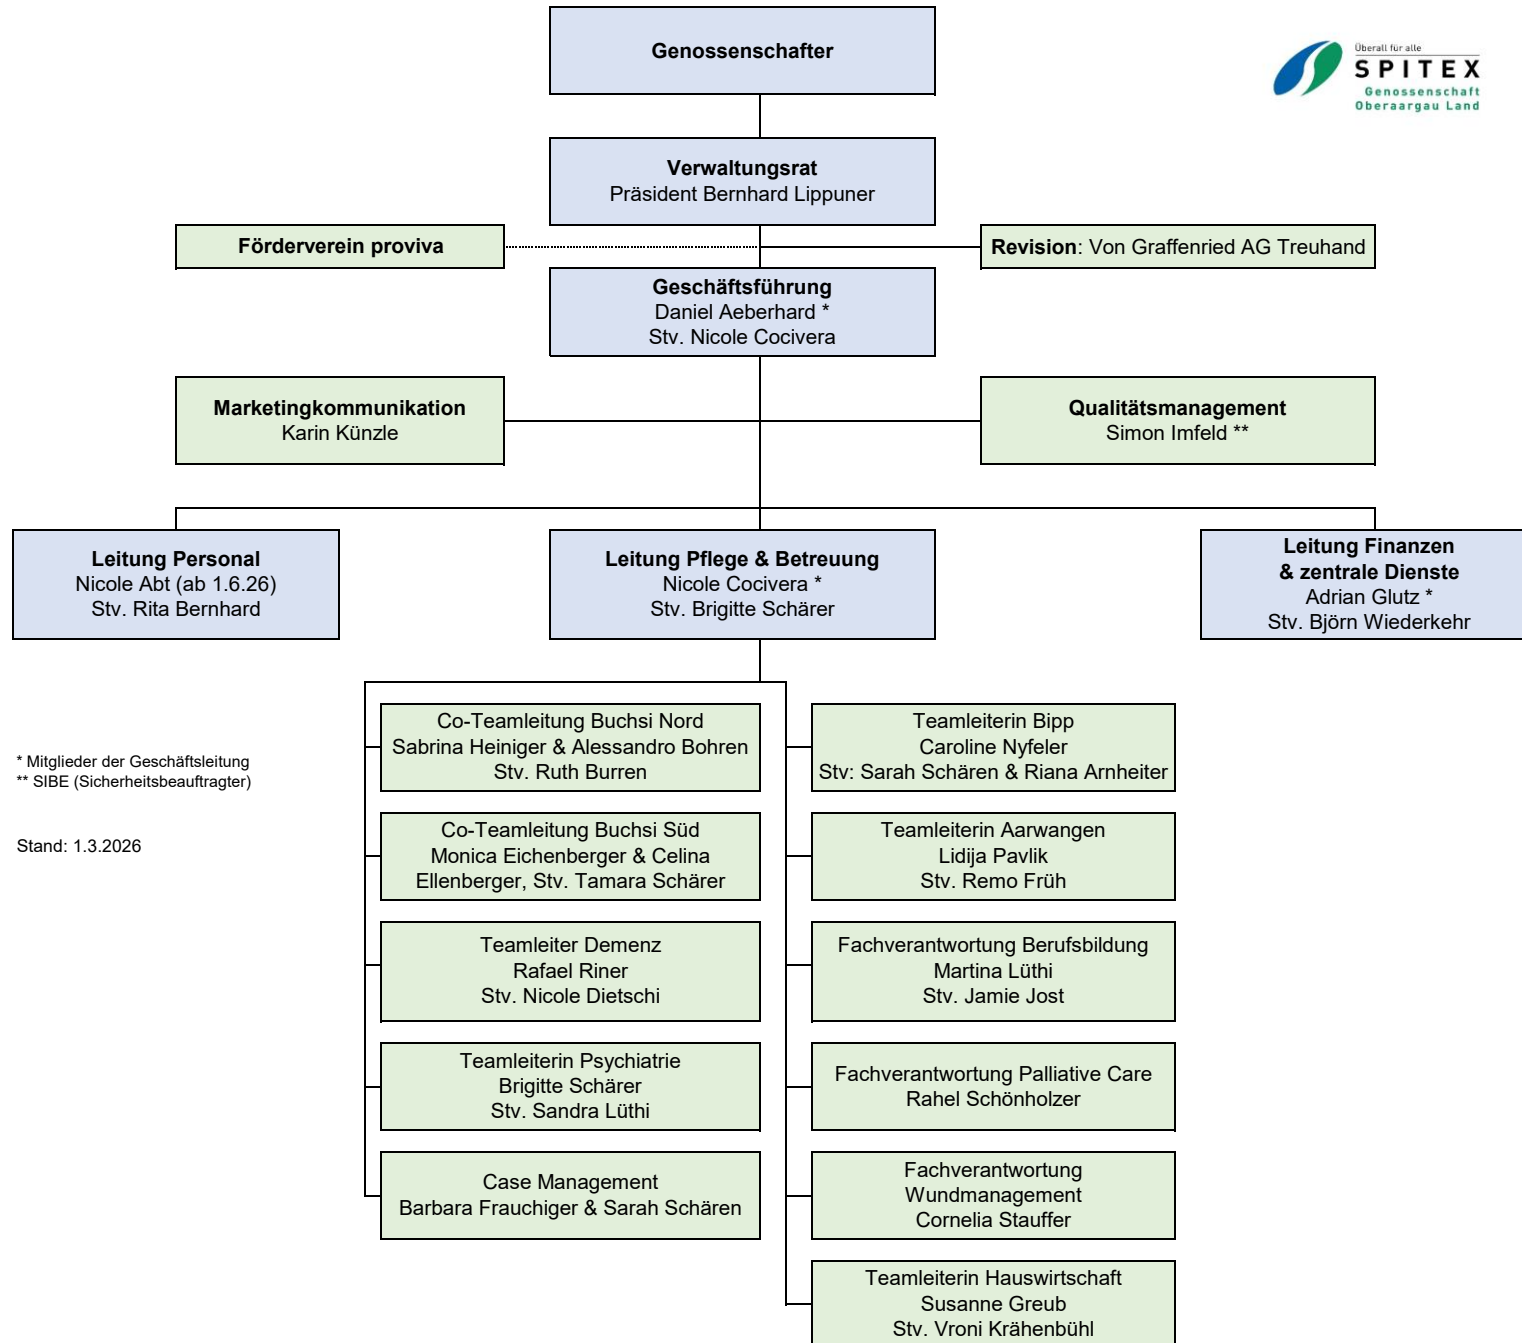 Genossenschafter
Überall für alle
SPITEX
Genossenschaft
Oberaargau Land
Verwaltungsrat
Präsident Bernhard Lippuner
Förderverein proviva
Revision: Von Graffenried AG Treuhand
Geschäftsführung
Daniel Aeberhard *
Stv. Nicole Cocivera
Marketingkommunikation
Karin Künzle
Qualitätsmanagement
Simon Imfeld **
Leitung Personal
Nicole Abt (ab 1.6.26)
Stv. Rita Bernhard
Leitung Pflege & Betreuung
Nicole Cocivera *
Stv. Brigitte Schärer
Leitung Finanzen
& zentrale Dienste
Adrian Glutz *
Stv. Björn Wiederkehr
* Mitglieder der Geschäftsleitung
** SIBE (Sicherheitsbeauftragter)
Stand: 1.3.2026
Co-Teamleitung Buchsi Nord
Sabrina Heiniger & Alessandro Bohren
Stv. Ruth Burren
Teamleiterin Bipp
Caroline Nyfeler
Stv: Sarah Schären & Riana Arnheiter
Co-Teamleitung Buchsi Süd
Monica Eichenberger & Celina
Ellenberger, Stv. Tamara Schärer
Teamleiterin Aarwangen
Lidija Pavlik
Stv. Remo Früh
Teamleiter Demenz
Rafael Riner
Stv. Nicole Dietschi
Fachverantwortung Berufsbildung
Martina Lüthi
Stv. Jamie Jost
Teamleiterin Psychiatrie
Brigitte Schärer
Stv. Sandra Lüthi
Fachverantwortung Palliative Care
Rahel Schönholzer
Case Management
Barbara Frauchiger & Sarah Schären
Fachverantwortung
Wundmanagement
Cornelia Stauffer
Teamleiterin Hauswirtschaft
Susanne Greub
Stv. Vroni Krähenbühl